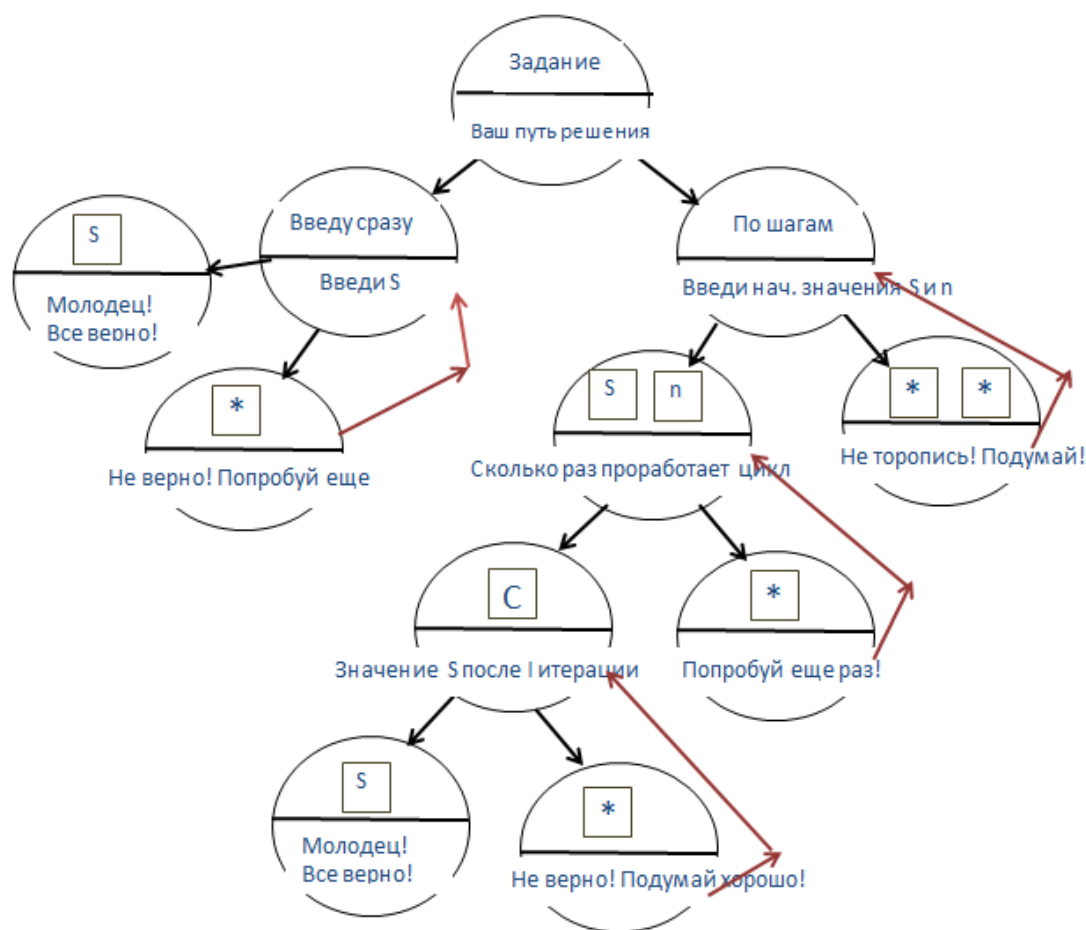 Задание
Ваш путь решения
Введу сразу
Введи S
По шагам
Введи нач. значения S и n
S
Молодец!
Все верно!
*
Не верно! Попробуй еще
S n
Сколько раз проработает цикл
* *
Не торопись! Подумай!
C
Значение S после I итерации
*
Попробуй еще раз!
S
Молодец!
Все верно!
*
Не верно! Подумай хорошо!